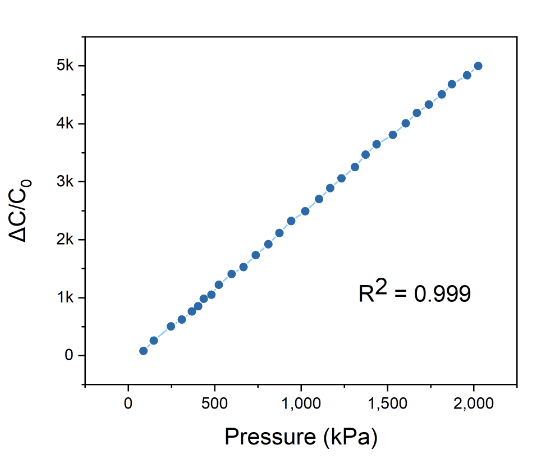 5k
4k
3k
2k
1k
0
ΔC/C0
R2 = 0.999
0 500 1,000 1,500 2,000
Pressure (kPa)